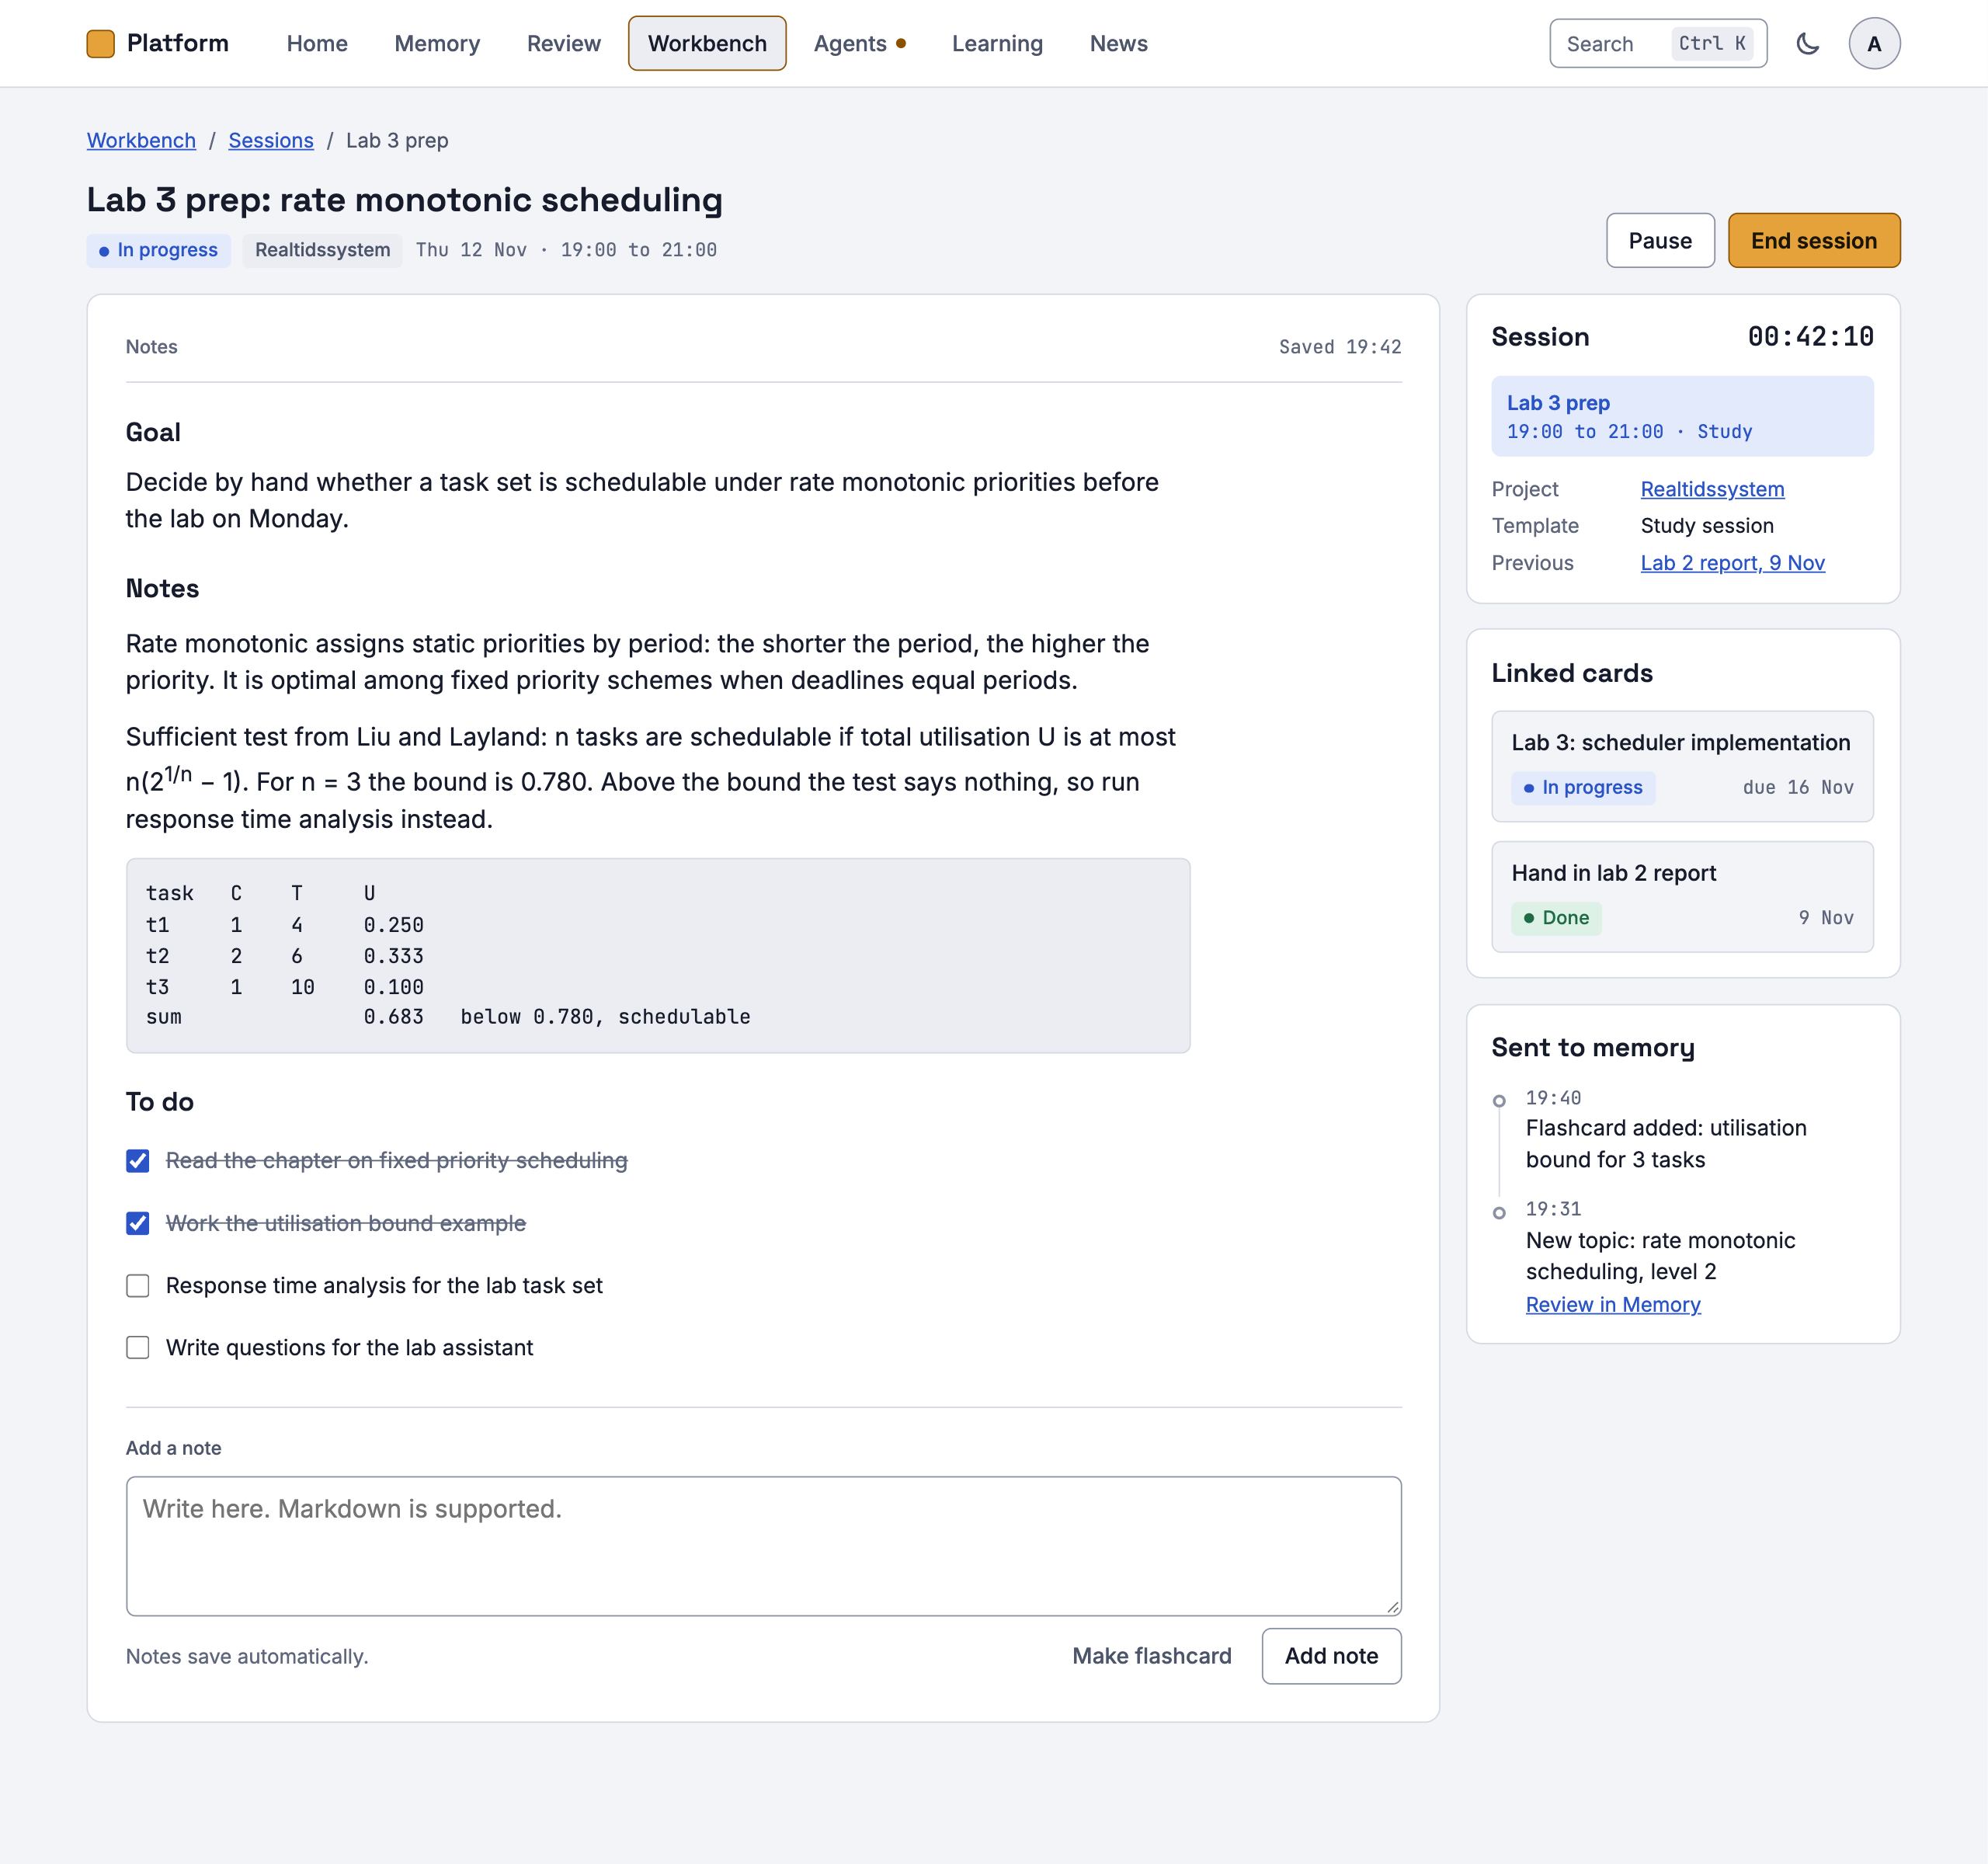 Platform
Home
Memory
Review
Workbench
Agents
Learning
News
Search
Ctrl K
A
Workbench / Sessions / Lab 3 prep
Lab 3 prep: rate monotonic scheduling
In progress
Realtidssystem
Thu 12 Nov · 19:00 to 21:00
Pause
End session
Notes
Saved 19:42
Goal
Decide by hand whether a task set is schedulable under rate monotonic priorities before
the lab on Monday.
Notes
Rate monotonic assigns static priorities by period: the shorter the period, the higher the
priority. It is optimal among fixed priority schemes when deadlines equal periods.
Sufficient test from Liu and Layland: n tasks are schedulable if total utilisation U is at most
n(2^1/n − 1). For n = 3 the bound is 0.780. Above the bound the test says nothing, so run
response time analysis instead.
task C T U
t1 1 4 0.250
t2 2 6 0.333
t3 1 10 0.100
sum 0.683 below 0.780, schedulable
To do
Read the chapter on fixed priority scheduling
Work the utilisation bound example
Response time analysis for the lab task set
Write questions for the lab assistant
Add a note
Write here. Markdown is supported.
Notes save automatically.
Make flashcard
Add note
Session
00:42:10
Lab 3 prep
19:00 to 21:00 · Study
Project Realtidssystem
Template Study session
Previous Lab 2 report, 9 Nov
Linked cards
Lab 3: scheduler implementation
In progress
due 16 Nov
Hand in lab 2 report
Done
9 Nov
Sent to memory
19:40
Flashcard added: utilisation
bound for 3 tasks
19:31
New topic: rate monotonic
scheduling, level 2
Review in Memory